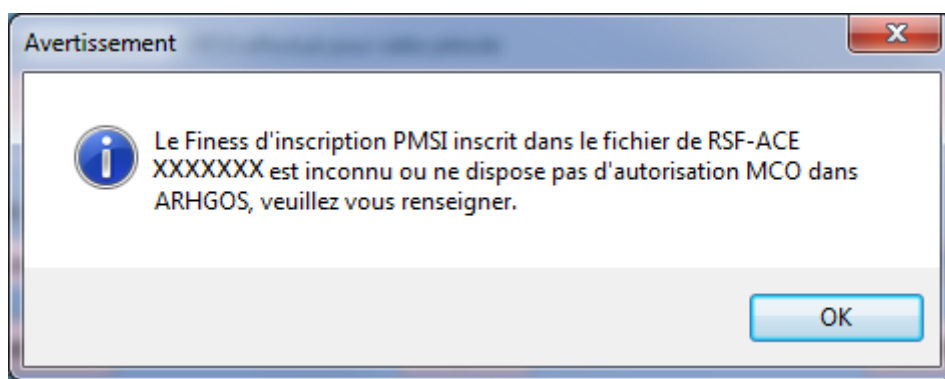 Avertissement
Le Finess d'inscription PMSI inscrit dans le fichier de RSF-ACE
XXXXXXX est inconnu ou ne dispose pas d'autorisation MCO dans
ARHGOS, veuillez vous renseigner.
OK